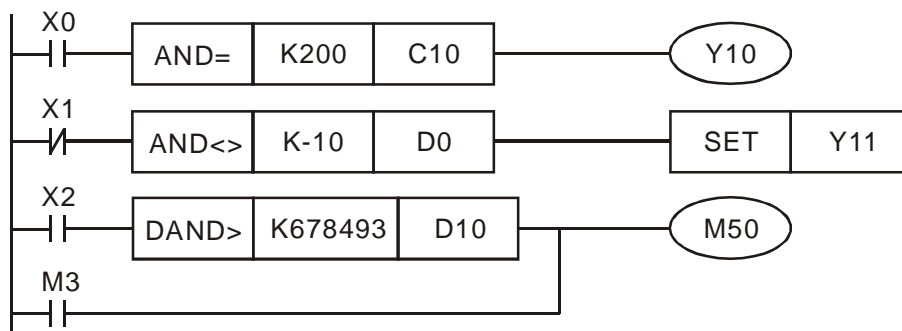 X0
AND= K200 C10 Y10
X1
AND<> K-10 D0 SET Y11
X2
DAND> K678493 D10 M50
M3